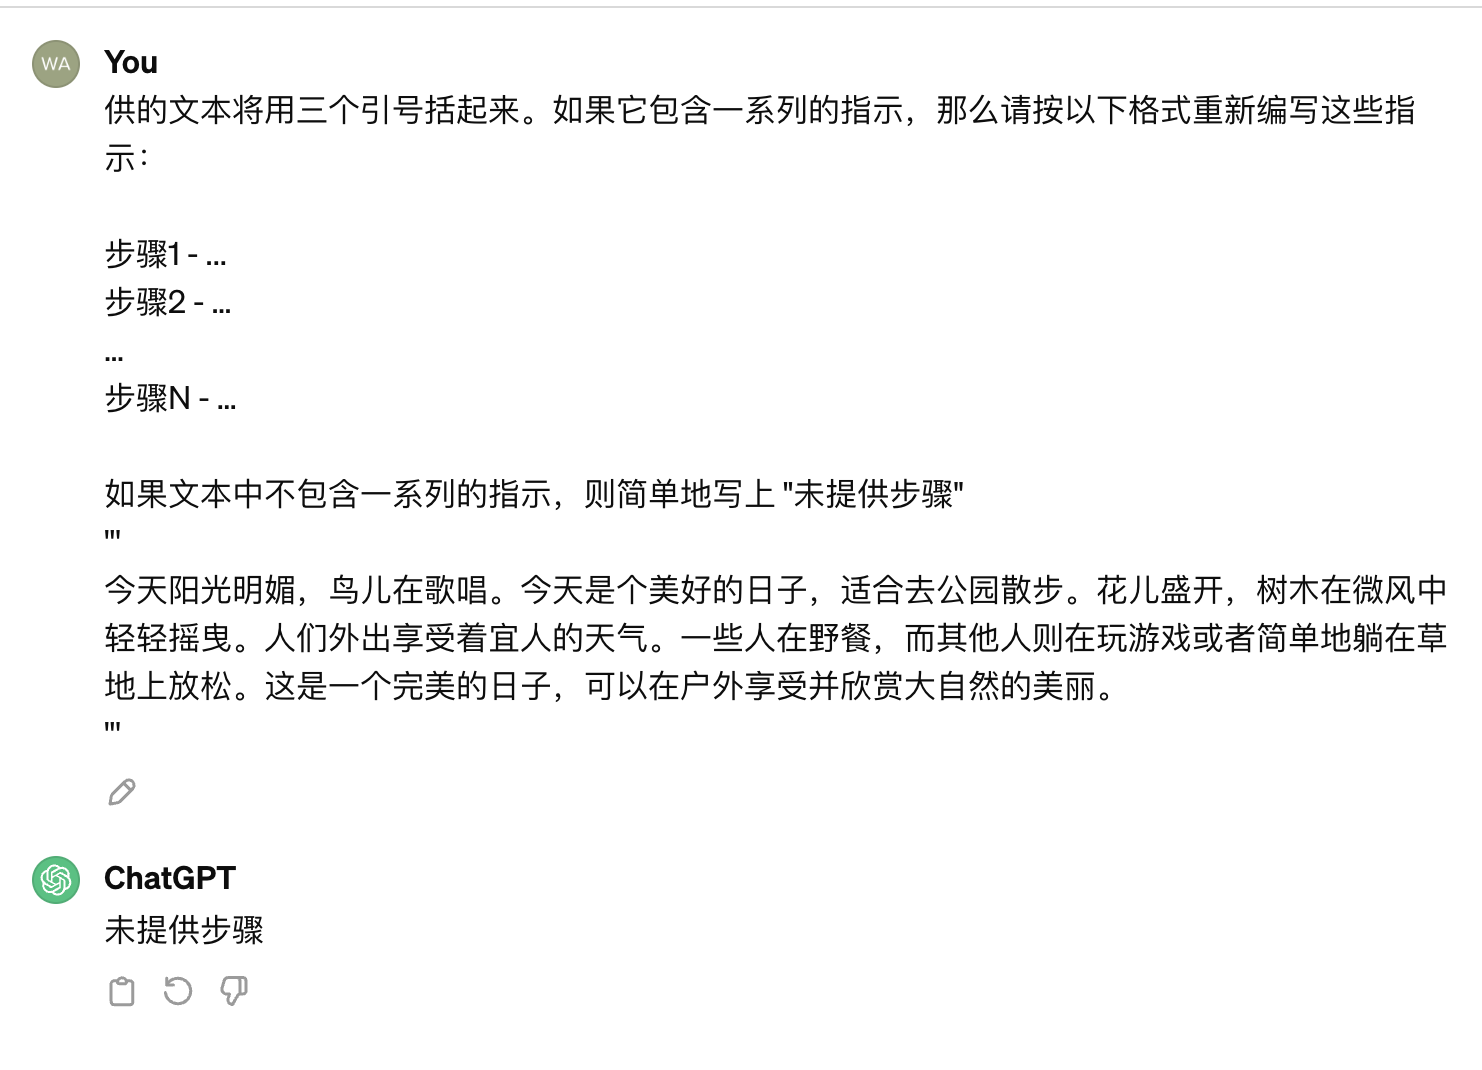 WA
You
供的文本将用三个引号括起来。如果它包含一系列的指示，那么请按以下格式重新编写这些指
示：
步骤1 - ...
步骤2 - ...
...
步骤N - ...
如果文本中不包含一系列的指示，则简单地写上 "未提供步骤"
"'
今天阳光明媚，鸟儿在歌唱。今天是个美好的日子，适合去公园散步。花儿盛开，树木在微风中
轻轻摇曳。人们外出享受着宜人的天气。一些人在野餐，而其他人则在玩游戏或者简单地躺在草
地上放松。这是一个完美的日子，可以在户外享受并欣赏大自然的美丽。
"'
ChatGPT
未提供步骤